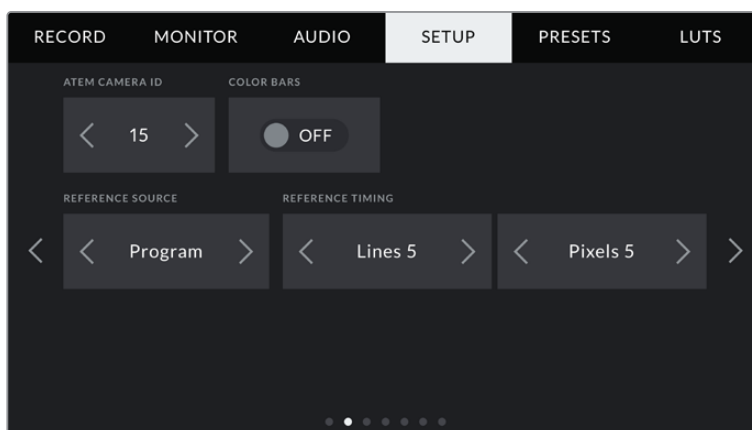 RECORD MONITOR AUDIO SETUP PRESETS LUTS
ATEM CAMERA ID COLOR BARS
15 OFF
REFERENCE SOURCE REFERENCE TIMING
Program Lines 5 Pixels 5